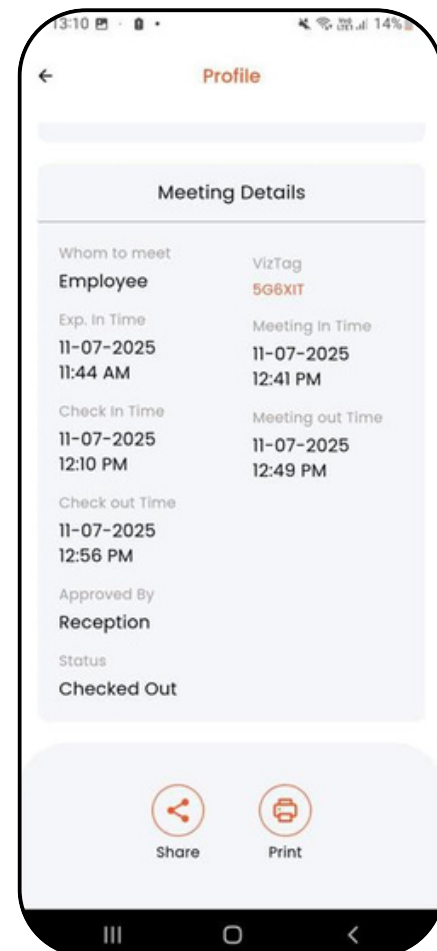 13:10
14%
Profile
Meeting Details
Whom to meet
Employee
VizTag
5G6XIT
Exp. In Time
11-07-2025
11:44 AM
Meeting In Time
11-07-2025
12:41 PM
Check In Time
11-07-2025
12:10 PM
Meeting out Time
11-07-2025
12:49 PM
Check out Time
11-07-2025
12:56 PM
Approved By
Reception
Status
Checked Out
Share
Print